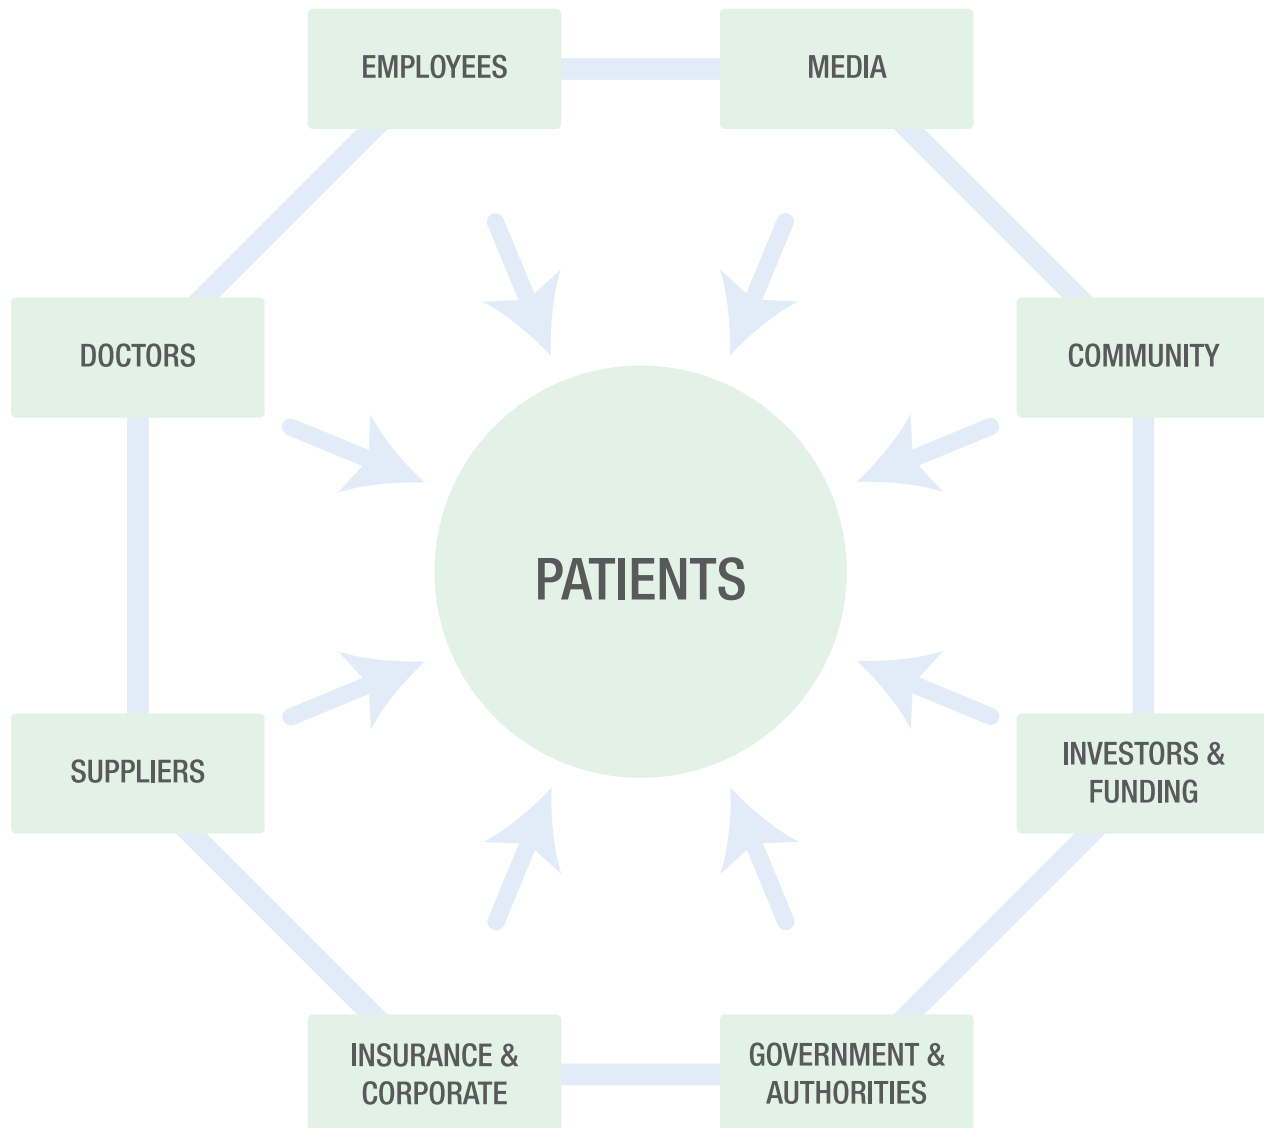 EMPLOYEES
MEDIA
DOCTORS
COMMUNITY
PATIENTS
SUPPLIERS
INVESTORS &
FUNDING
INSURANCE &
CORPORATE
GOVERNMENT &
AUTHORITIES